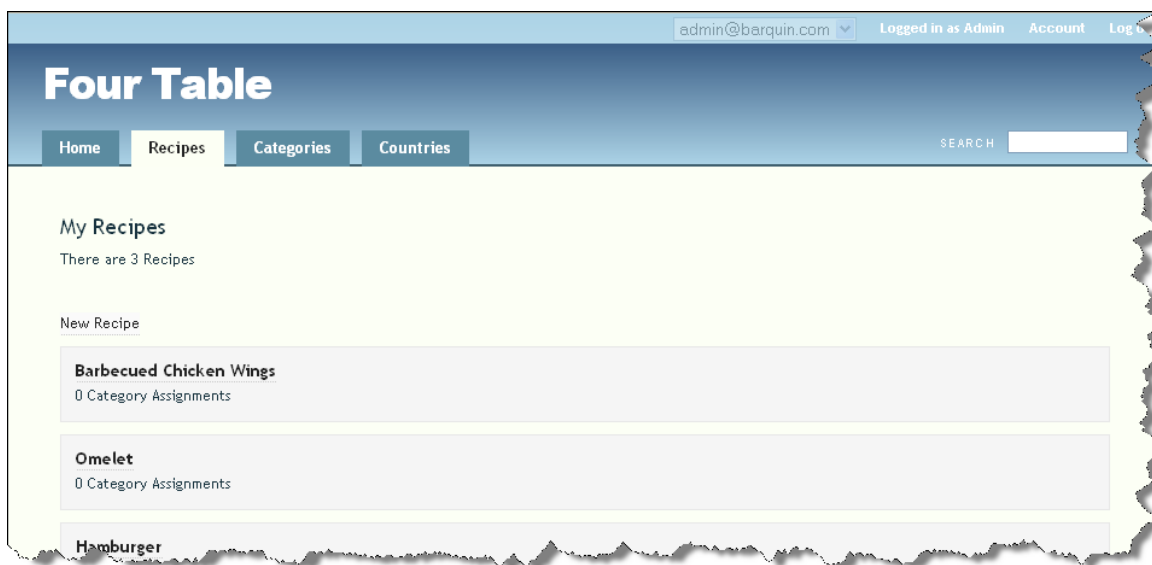 admin@barquin.com Logged in as Admin Account Log
Four Table
Home Recipes Categories Countries SEARCH
My Recipes
There are 3 Recipes
New Recipe
Barbecued Chicken Wings
0 Category Assignments
Omelet
0 Category Assignments
Hamburger